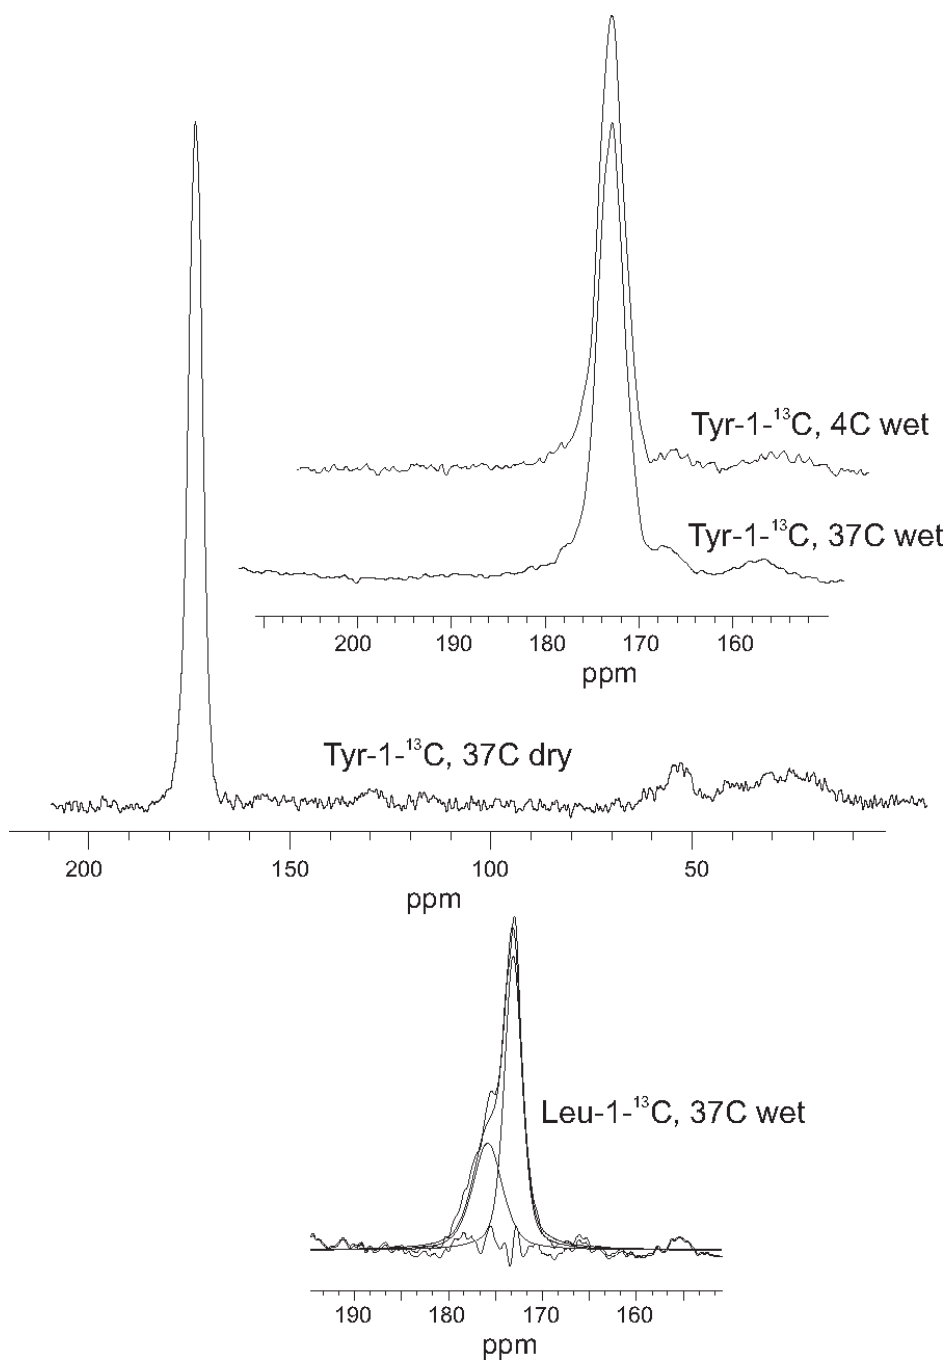 Tyr-1-¹³C, 4C wet
Tyr-1-¹³C, 37C wet
200 190 180 170 160
ppm
Tyr-1-¹³C, 37C dry
200 150 100 50
ppm
Leu-1-¹³C, 37C wet
190 180 170 160
ppm